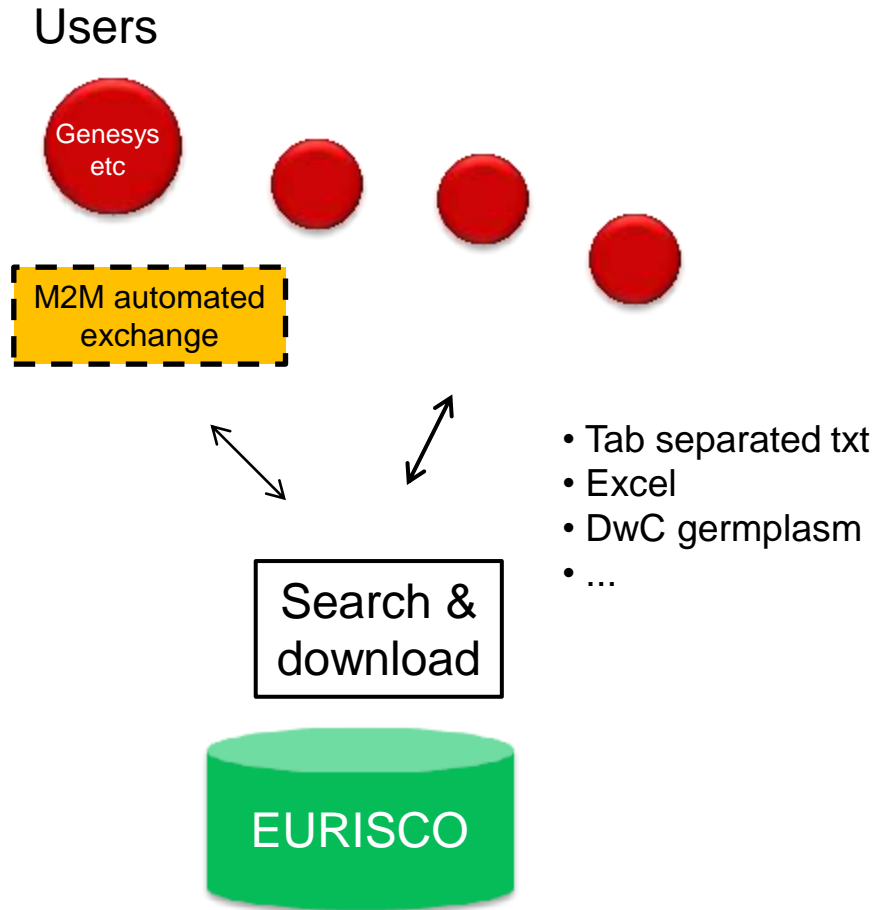 Users
Genesys
etc
M2M automated
exchange
• Tab separated txt
• Excel
• DwC germplasm
• ...
Search &
download
EURISCO